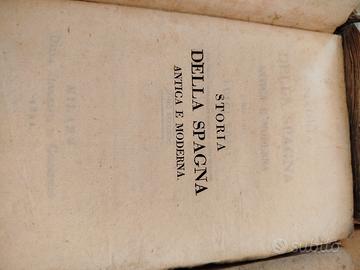 STORIA
DELLA SPAGNA
ANTICA E MODERNA.
subito